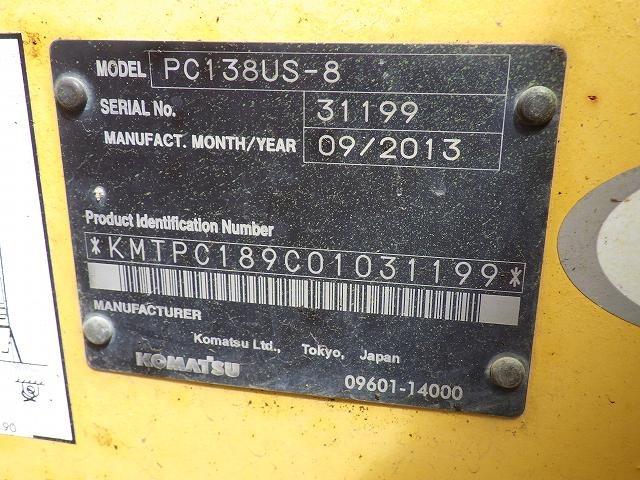 MODEL PC138US-8
SERIAL No. 31199
MANUFACT. MONTH/YEAR 09/2013
Product Identification Number
*KMTPC189C01031199*
MANUFACTURER
Komatsu Ltd., Tokyo, Japan
KOMATSU
09601-14000
90